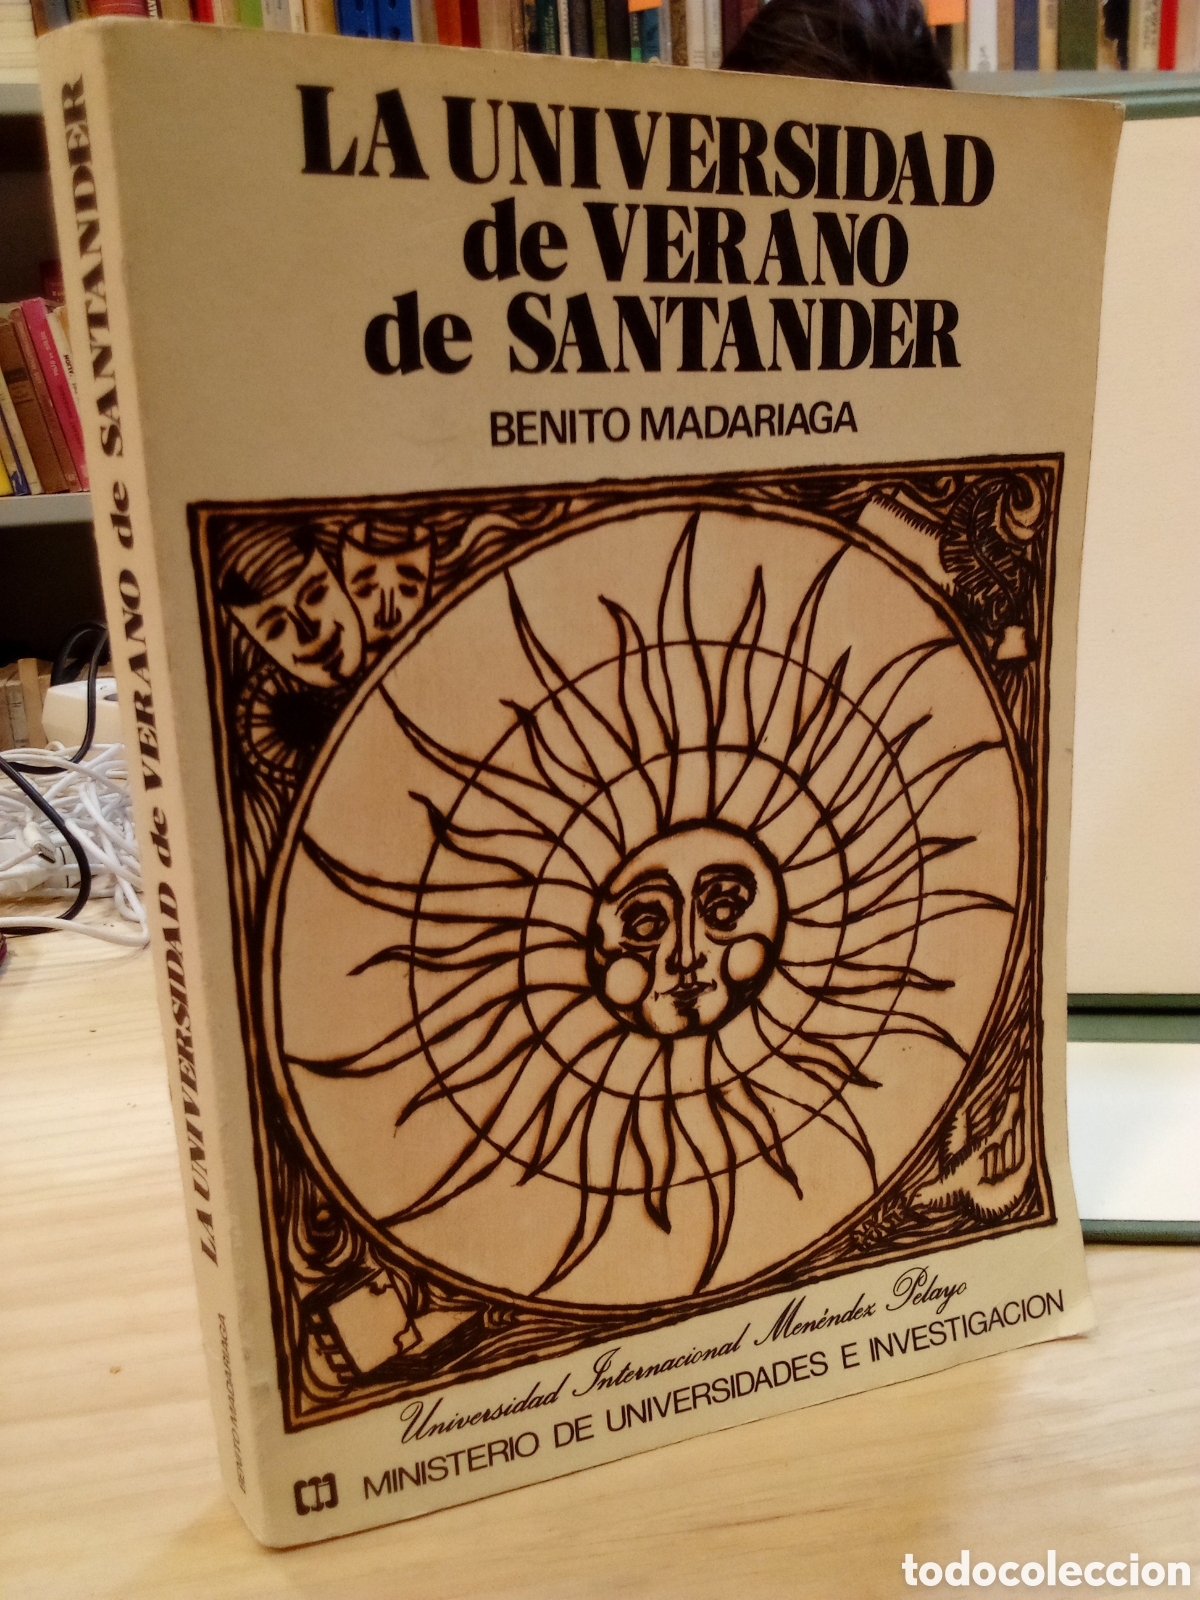 LA UNIVERSIDAD
de VERANO
de SANTANDER
BENITO MADARIAGA
Universidad Internacional Menéndez Pelayo
MINISTERIO DE UNIVERSIDADES E INVESTIGACION
LA UNIVERSIDAD de VERANO de SANTANDER
BENITO MADARIAGA
todocoleccion